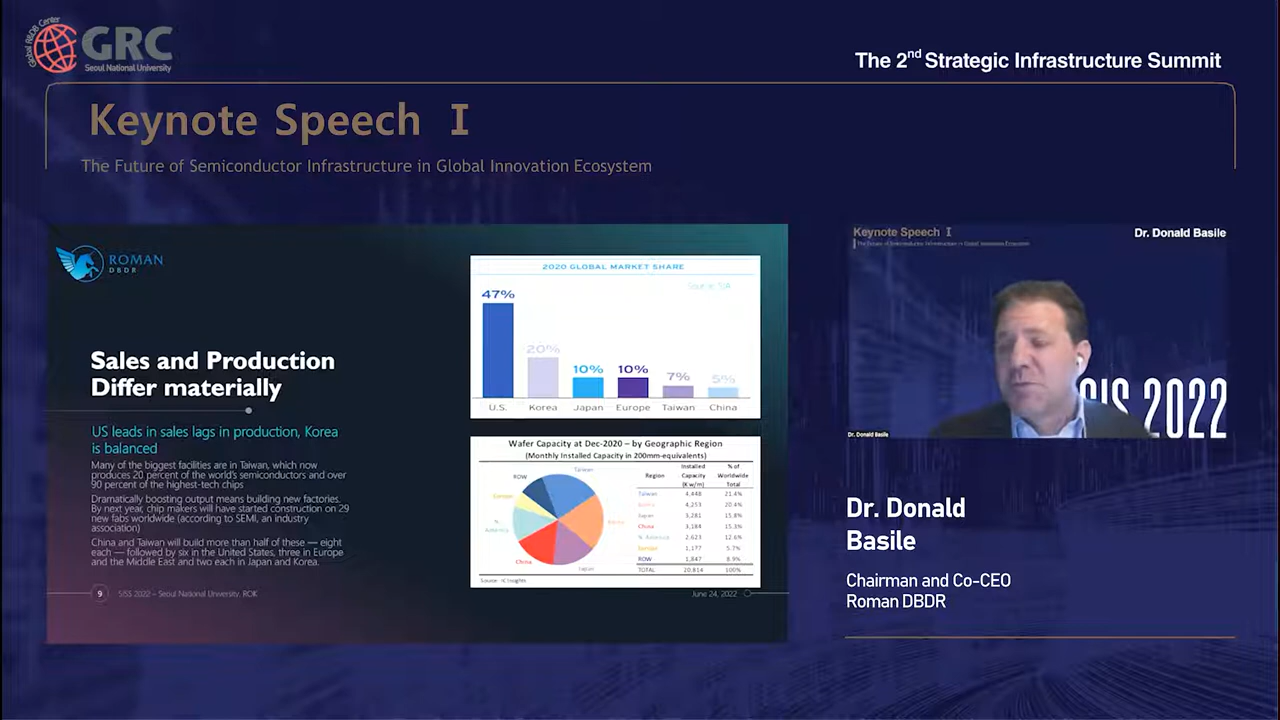 Global R&DB Center
GRC
Seoul National University
The 2nd Strategic Infrastructure Summit
Keynote Speech I
The Future of Semiconductor Infrastructure in Global Innovation Ecosystem
ROMAN
DBDR
Sales and Production
Differ materially
US leads in sales lags in production, Korea
is balanced
Many of the biggest facilities are in Taiwan, which now
produces 20 percent of the world's semiconductors and over
90 percent of the highest-tech chips
Dramatically boosting output means building new factories.
By next year, chip makers will have started construction on 29
new fabs worldwide (according to SEMI, an industry
association)
China and Taiwan will build more than half of these — eight
each — followed by six in the United States, three in Europe
and the Middle East and two each in Japan and Korea.
9
SISS 2022 – Seoul National University. ROK
June 24, 2022
2020 GLOBAL MARKET SHARE
47%
20%
10%
10%
7%
5%
U.S. Korea Japan Europe Taiwan China
Wafer Capacity at Dec-2020 – by Geographic Region
(Monthly Installed Capacity in 200mm-equivalents)
ROW
Taiwan
Europe
N.
America
Korea
China
Japan
Region Installed Capacity (K w/m) % of Worldwide Total
Taiwan 4,448 21.4%
Korea 4,253 20.4%
Japan 3,281 15.8%
China 3,184 15.3%
N. America 2,623 12.6%
Europe 1,177 5.7%
ROW 1,847 8.9%
TOTAL 20,814 100%
Source: IC Insights
Keynote Speech I
The Future of Semiconductor Infrastructure in Global Innovation Ecosystem
Dr. Donald Basile
SIS 2022
Dr. Donald Basile
Dr. Donald
Basile
Chairman and Co-CEO
Roman DBDR